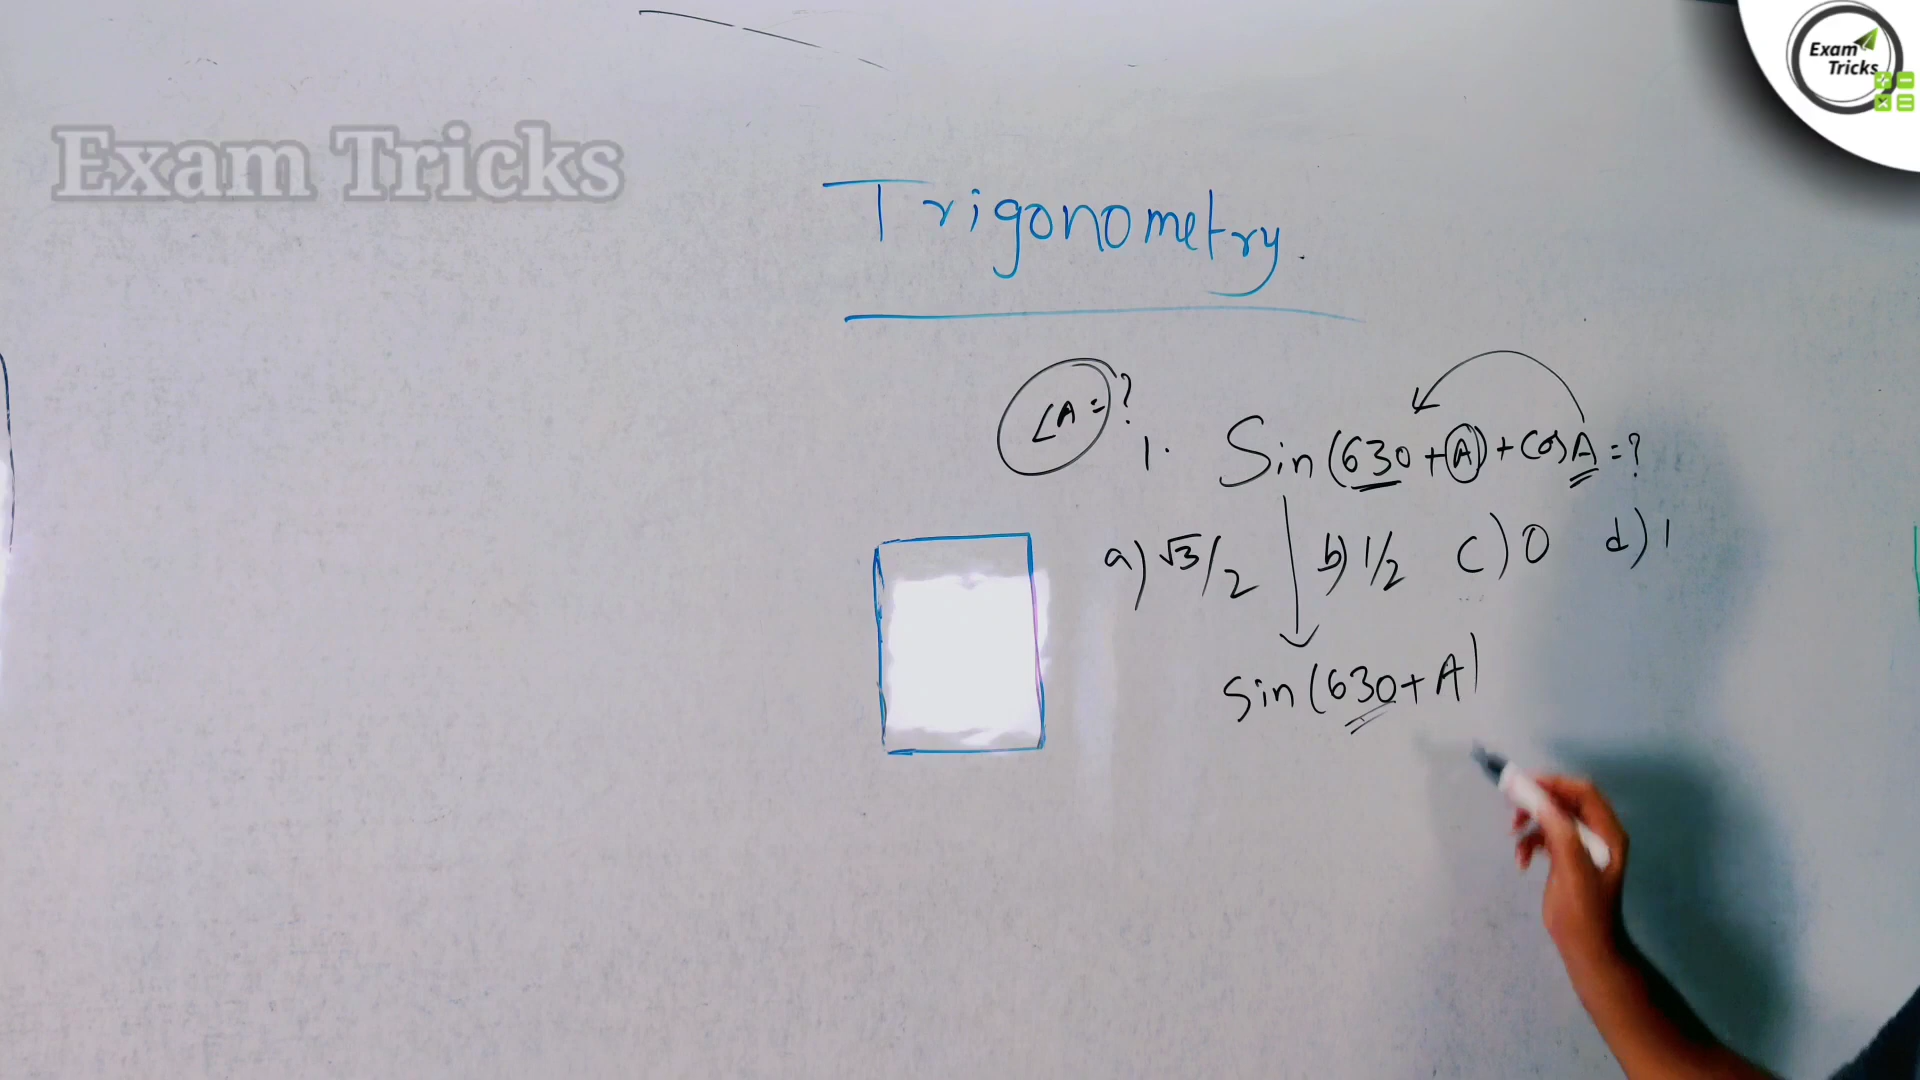 Exam
Tricks
Exam Tricks
Trigonometry.
∠A = ?
1. Sin (630 + A) + Cos A = ?
a) √3/2 b) 1/2 c) 0 d) 1
Sin (630 + A)